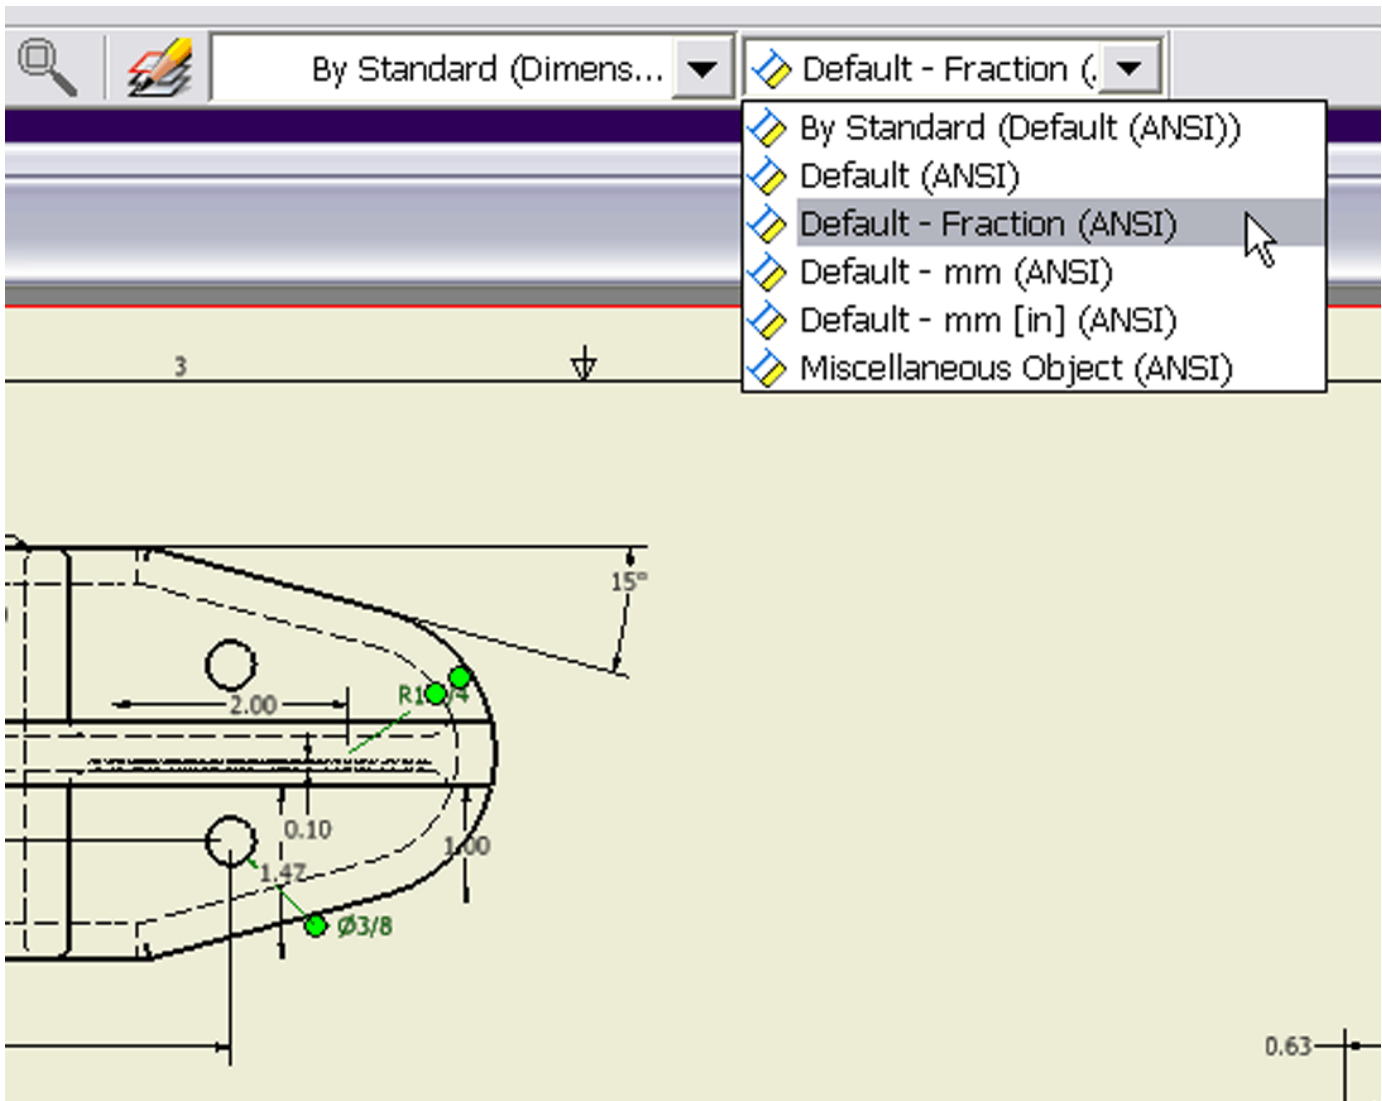 By Standard (Dimens...
Default - Fraction (.
By Standard (Default (ANSI))
Default (ANSI)
Default - Fraction (ANSI)
Default - mm (ANSI)
Default - mm [in] (ANSI)
Miscellaneous Object (ANSI)
3
15°
2.00
0.10
1.00
1.47
Ø3/8
0.63